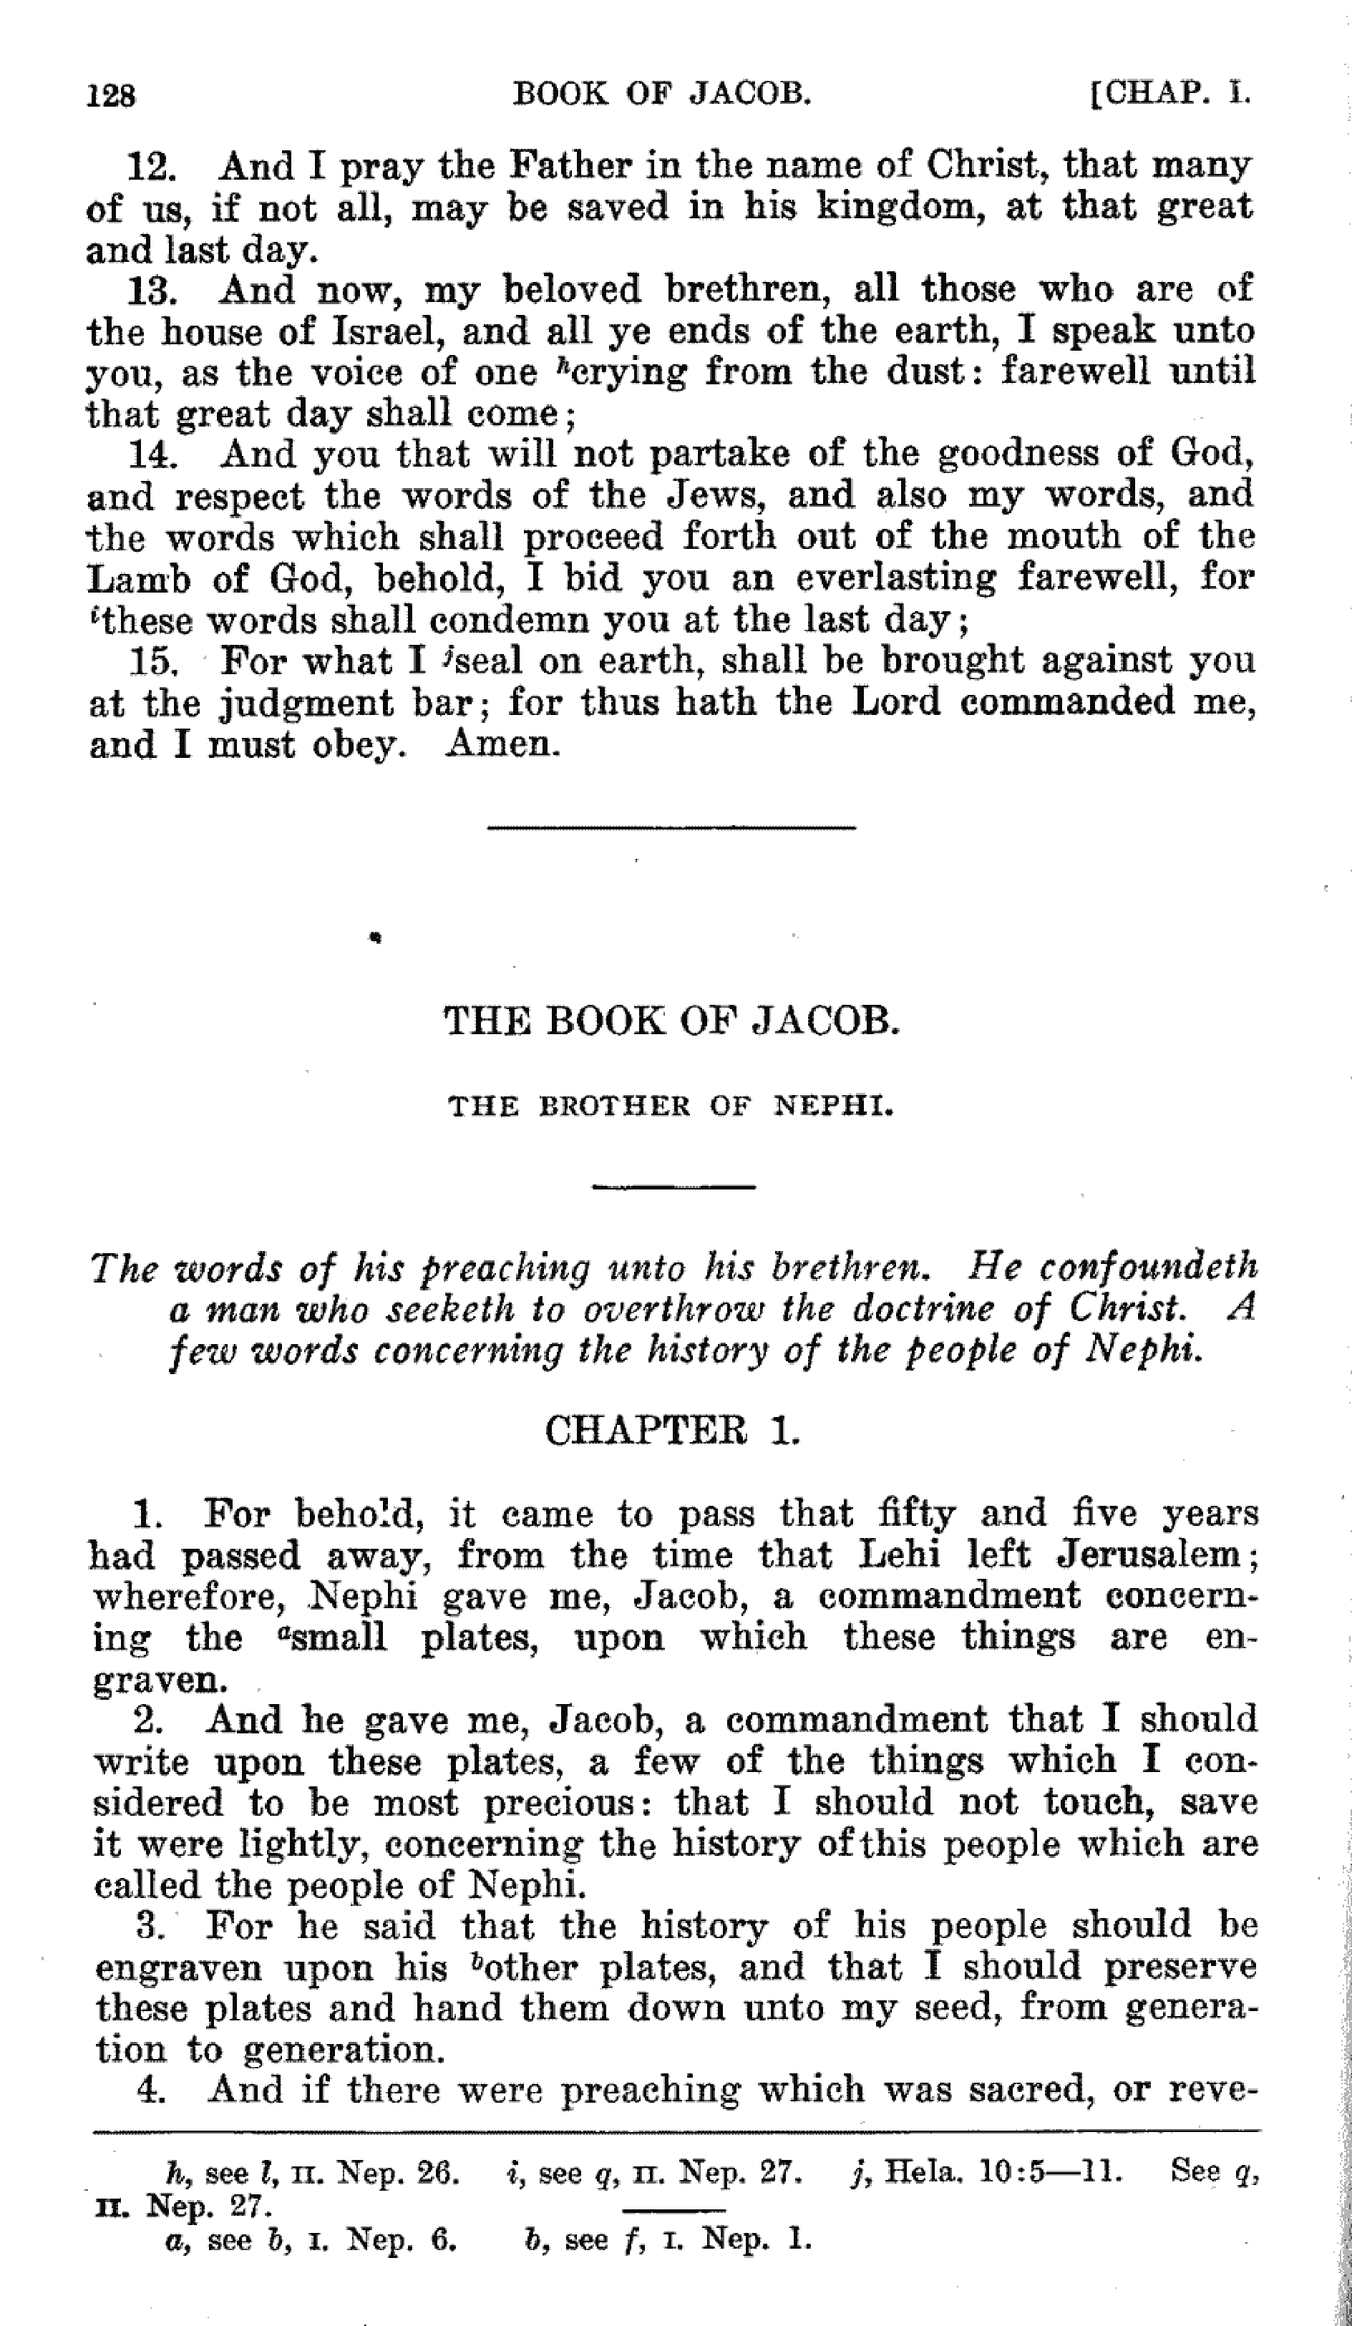 128 BOOK OF JACOB. [CHAP. I.
12. And I pray the Father in the name of Christ, that many
of us, if not all, may be saved in his kingdom, at that great
and last day.
13. And now, my beloved brethren, all those who are of
the house of Israel, and all ye ends of the earth, I speak unto
you, as the voice of one hcrying from the dust: farewell until
that great day shall come;
14. And you that will not partake of the goodness of God,
and respect the words of the Jews, and also my words, and
the words which shall proceed forth out of the mouth of the
Lamb of God, behold, I bid you an everlasting farewell, for
ithese words shall condemn you at the last day;
15. For what I jseal on earth, shall be brought against you
at the judgment bar; for thus hath the Lord commanded me,
and I must obey. Amen.
THE BOOK OF JACOB.
THE BROTHER OF NEPHI.
The words of his preaching unto his brethren. He confoundeth
a man who seeketh to overthrow the doctrine of Christ. A
few words concerning the history of the people of Nephi.
CHAPTER 1.
1. For behold, it came to pass that fifty and five years
had passed away, from the time that Lehi left Jerusalem;
wherefore, Nephi gave me, Jacob, a commandment concern-
ing the asmall plates, upon which these things are en-
graven.
2. And he gave me, Jacob, a commandment that I should
write upon these plates, a few of the things which I con-
sidered to be most precious: that I should not touch, save
it were lightly, concerning the history of this people which are
called the people of Nephi.
3. For he said that the history of his people should be
engraven upon his bother plates, and that I should preserve
these plates and hand them down unto my seed, from genera-
tion to generation.
4. And if there were preaching which was sacred, or reve-
h, see l, II. Nep. 26. i, see q, II. Nep. 27. j, Hela. 10:5—11. See q,
II. Nep. 27.
a, see b, I. Nep. 6. b, see f, I. Nep. 1.